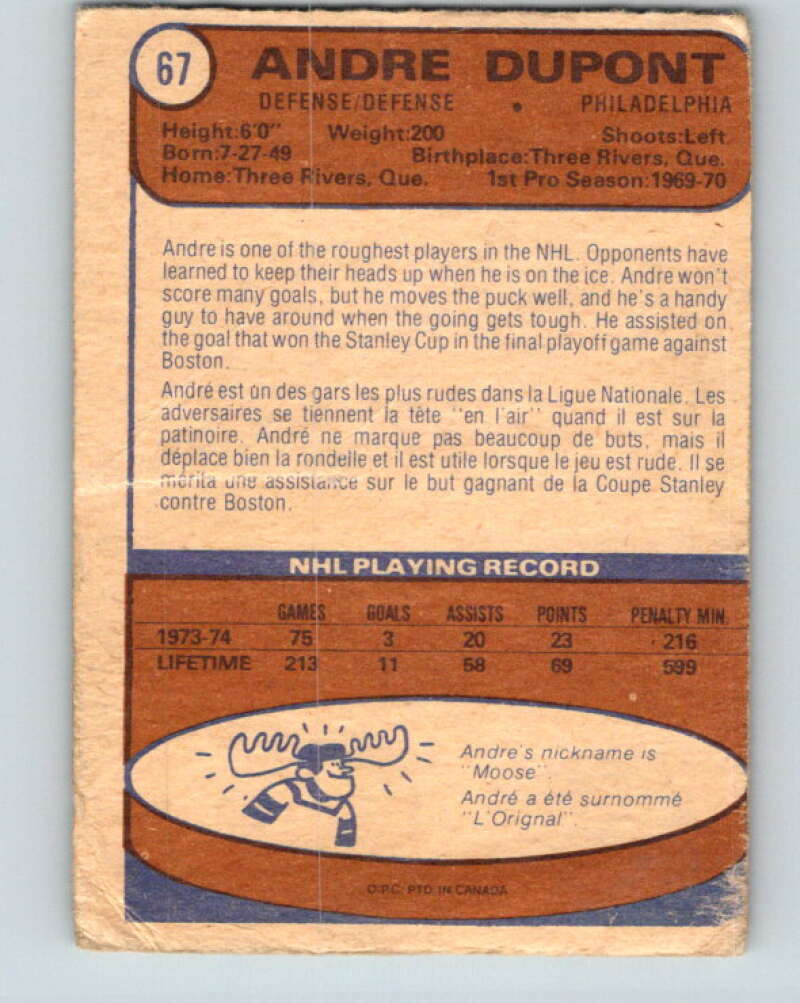 67 ANDRE DUPONT
DEFENSE/DEFENSE • PHILADELPHIA
Height:6'0" Weight:200 Shoots:Left
Born:7-27-49 Birthplace:Three Rivers, Que.
Home:Three Rivers, Que. 1st Pro Season:1969-70
Andre is one of the roughest players in the NHL. Opponents have
learned to keep their heads up when he is on the ice. Andre won't
score many goals, but he moves the puck well, and he's a handy
guy to have around when the going gets tough. He assisted on
the goal that won the Stanley Cup in the final playoff game against
Boston.
André est un des gars les plus rudes dans la Ligue Nationale. Les
adversaires se tiennent la tête "en l'air" quand il est sur la
patinoire. André ne marque pas beaucoup de buts, mais il
déplace bien la rondelle et il est utile lorsque le jeu est rude. Il se
mérita une assistance sur le but gagnant de la Coupe Stanley
contre Boston.
NHL PLAYING RECORD
GAMES GOALS ASSISTS POINTS PENALTY MIN.
1973-74 75 3 20 23 216
LIFETIME 213 11 58 69 599
Andre's nickname is
"Moose".
André a été surnommé
"L'Orignal".
O.P.C. PTD. IN CANADA